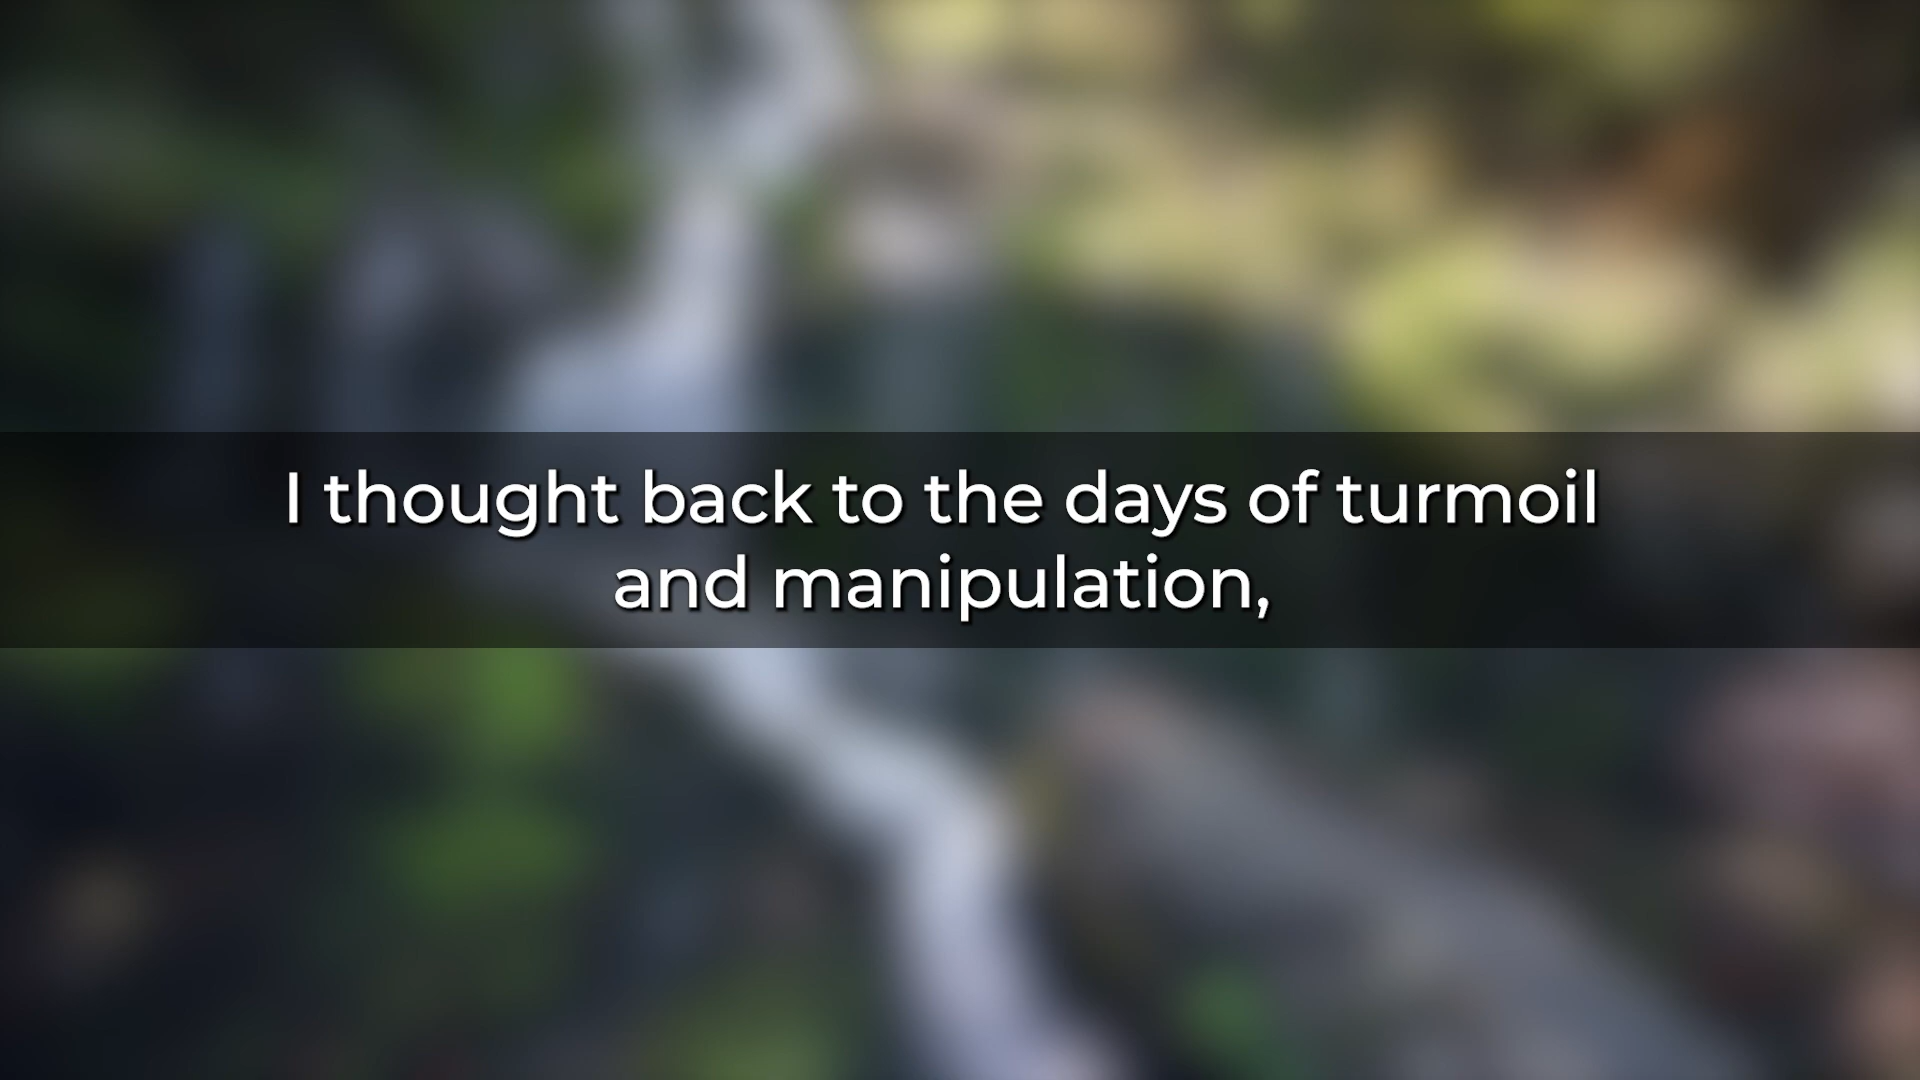 I thought back to the days of turmoil
and manipulation,